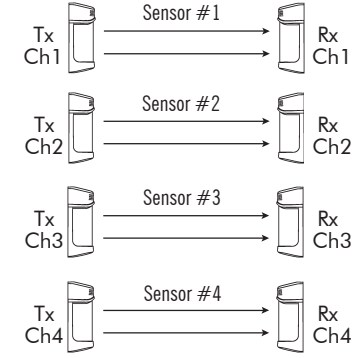 Sensor #1
Tx Rx
Ch1 Ch1
Sensor #2
Tx Rx
Ch2 Ch2
Sensor #3
Tx Rx
Ch3 Ch3
Sensor #4
Tx Rx
Ch4 Ch4